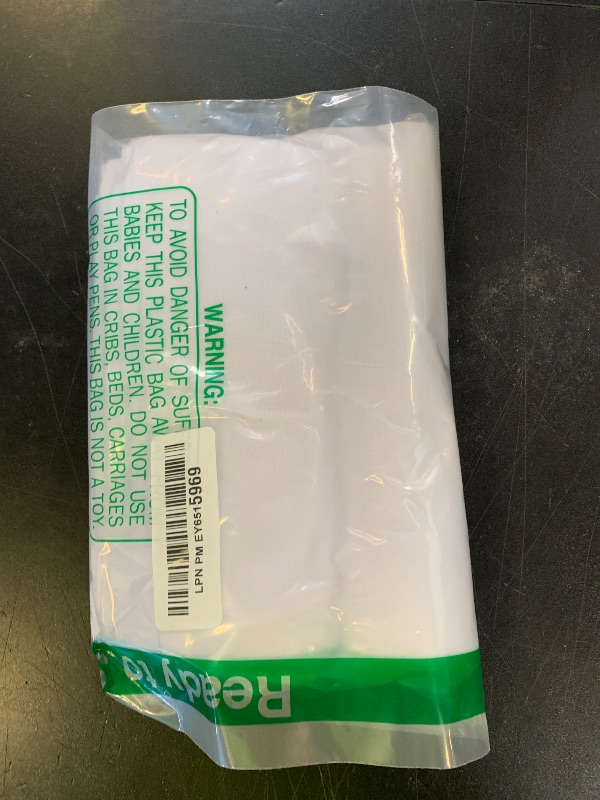 WARNING:
TO AVOID DANGER OF SUF
KEEP THIS PLASTIC BAG
BABIES AND CHILDREN. DO NOT USE
THIS BAG IN CRIBS, BEDS, CARRIAGES
OR PLAY PENS. THIS BAG IS NOT A TOY.
LPN PM EY6515969
Ready to